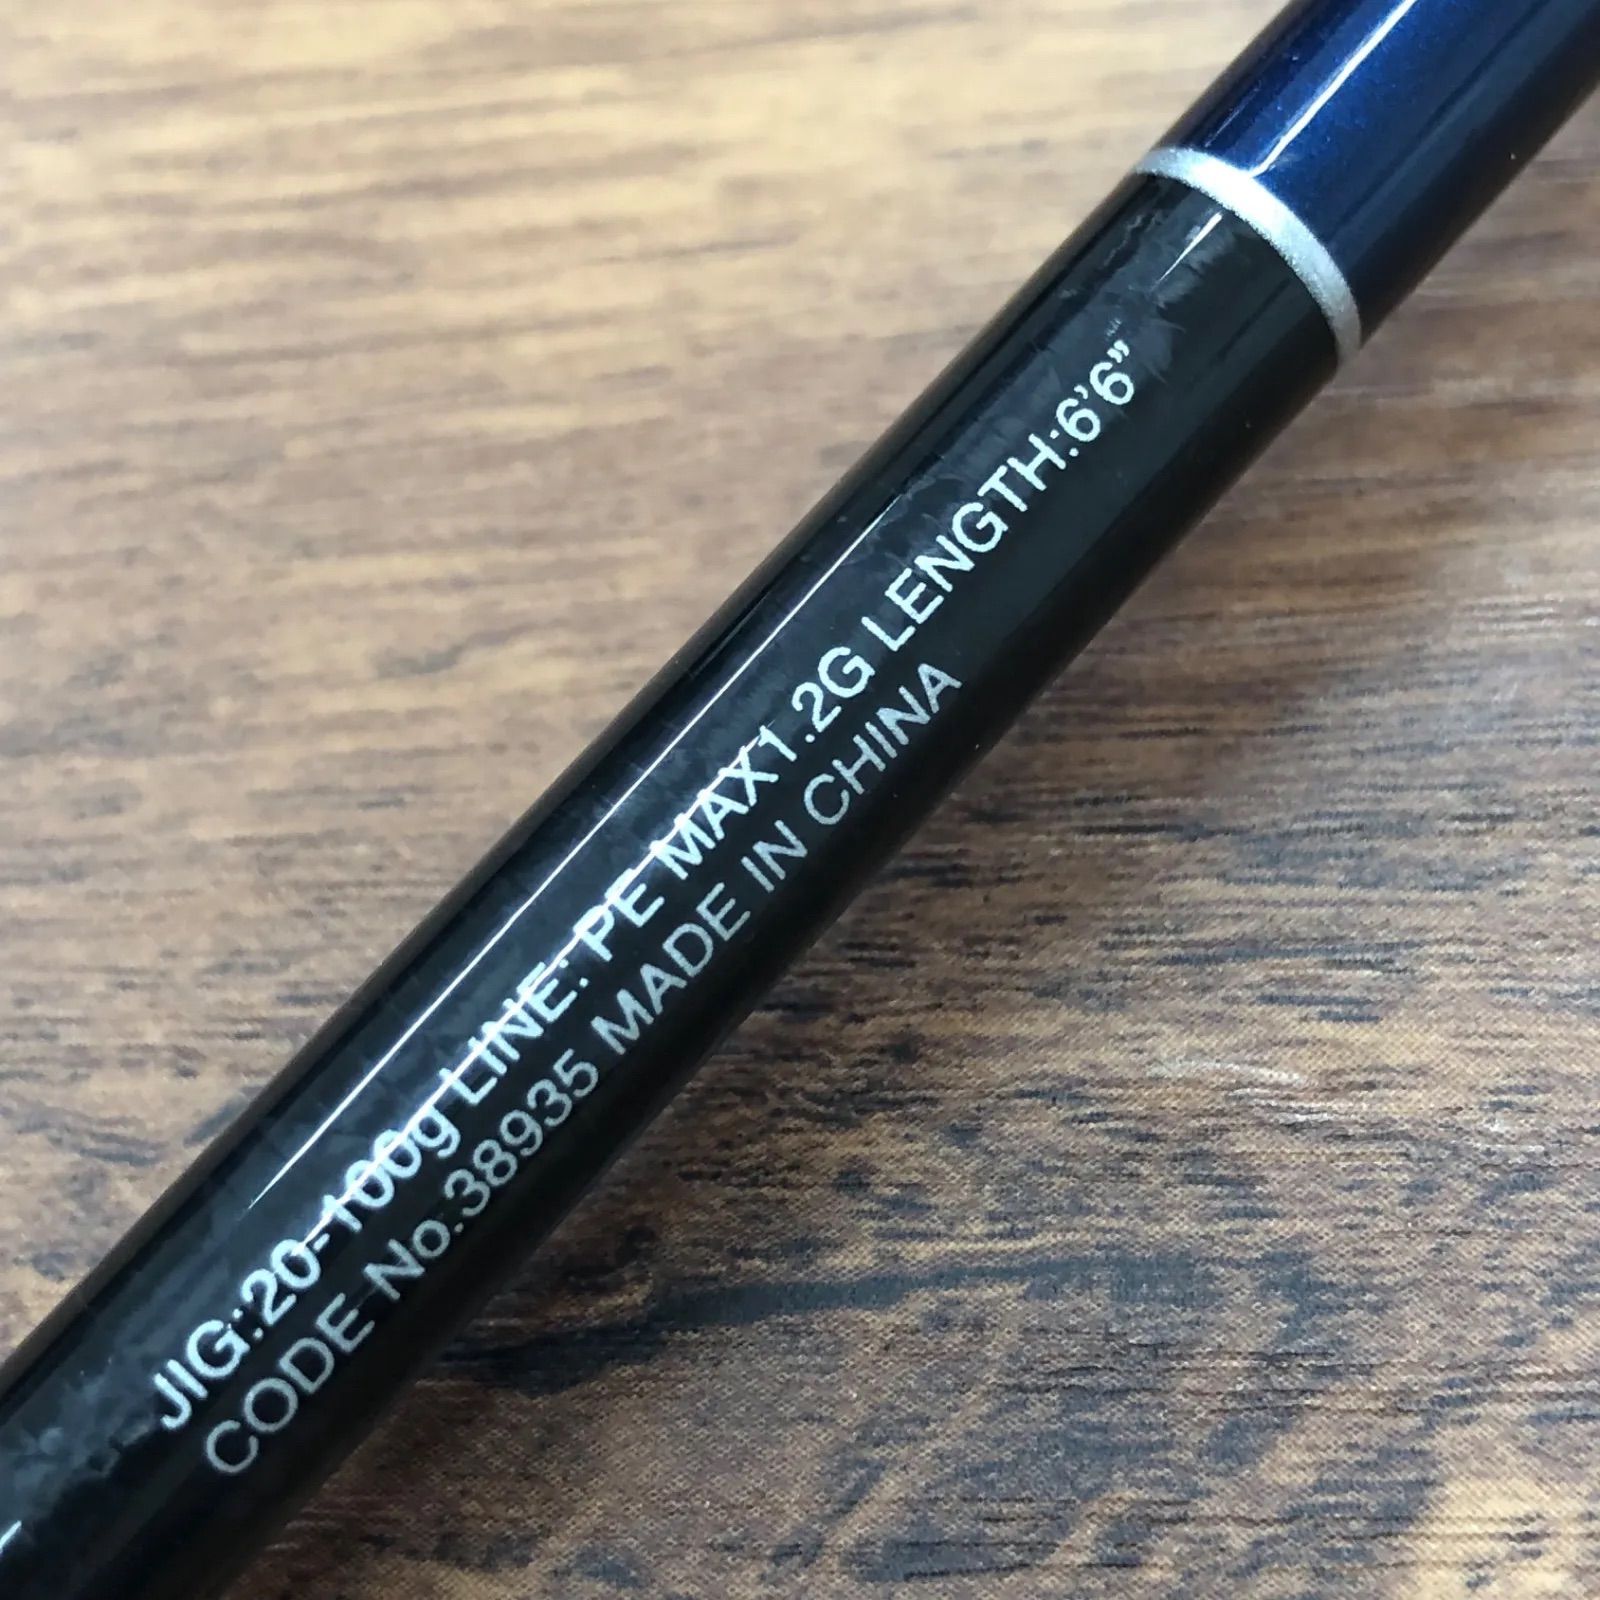 JIG:20-100g LINE: PE MAX1.2G LENGTH:6’6”
CODE No.38935 MADE IN CHINA